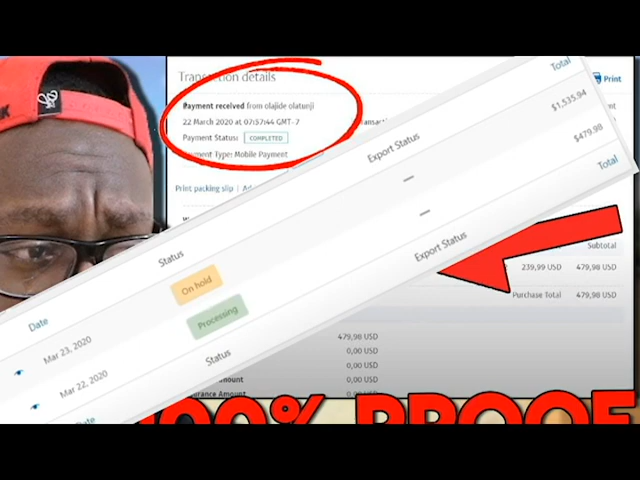 Transaction details
Payment received from olajide olatunji
22 March 2020 at 07:57:44 GMT-7
Payment Status: COMPLETED
Payment Type: Mobile Payment
Print
Print packing slip
Total
Export Status
$1,535.94
$479.98
Total
Export Status
Status
On hold
Processing
Status
Date
Mar 23, 2020
Mar 22, 2020
Subtotal
239,99 USD 479,98 USD
Purchase Total 479,98 USD
479,98 USD
0,00 USD
0,00 USD
0,00 USD
0,00 USD
Amount
100% PROOF